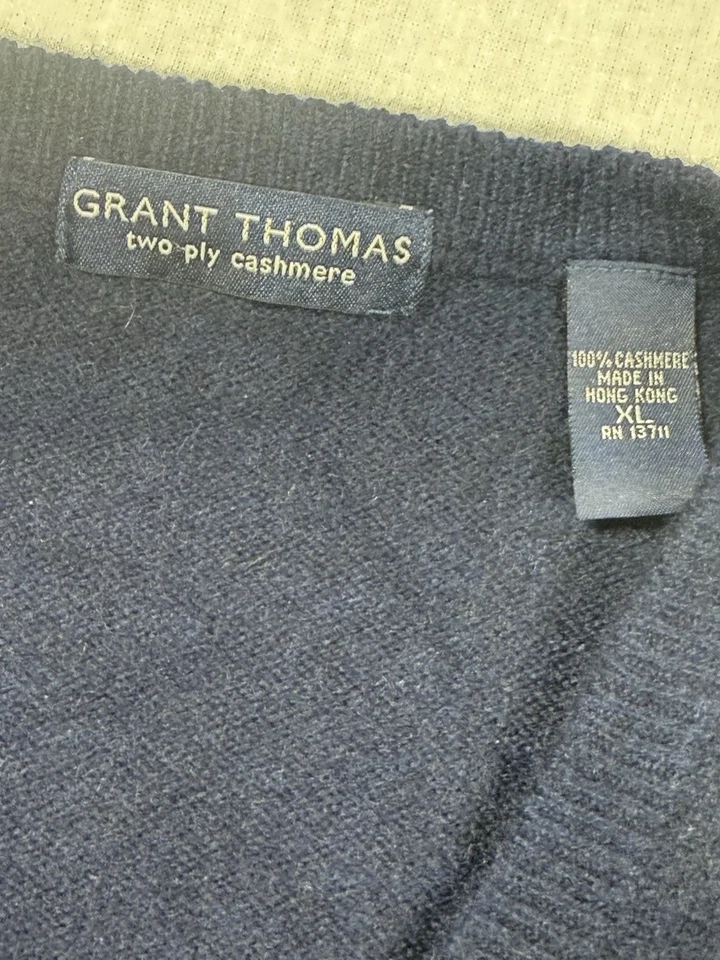 GRANT THOMAS
two ply cashmere
100% CASHMERE
MADE IN
HONG KONG
XL
RN 13711